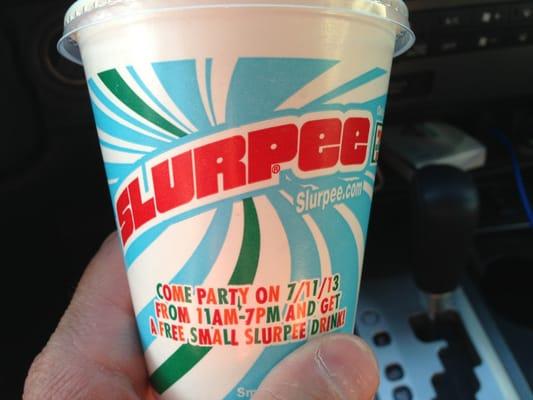 SLURPEE®
Slurpee.com
COME PARTY ON 7/11/13
FROM 11AM-7PM AND GET
A FREE SMALL SLURPEE DRINK!